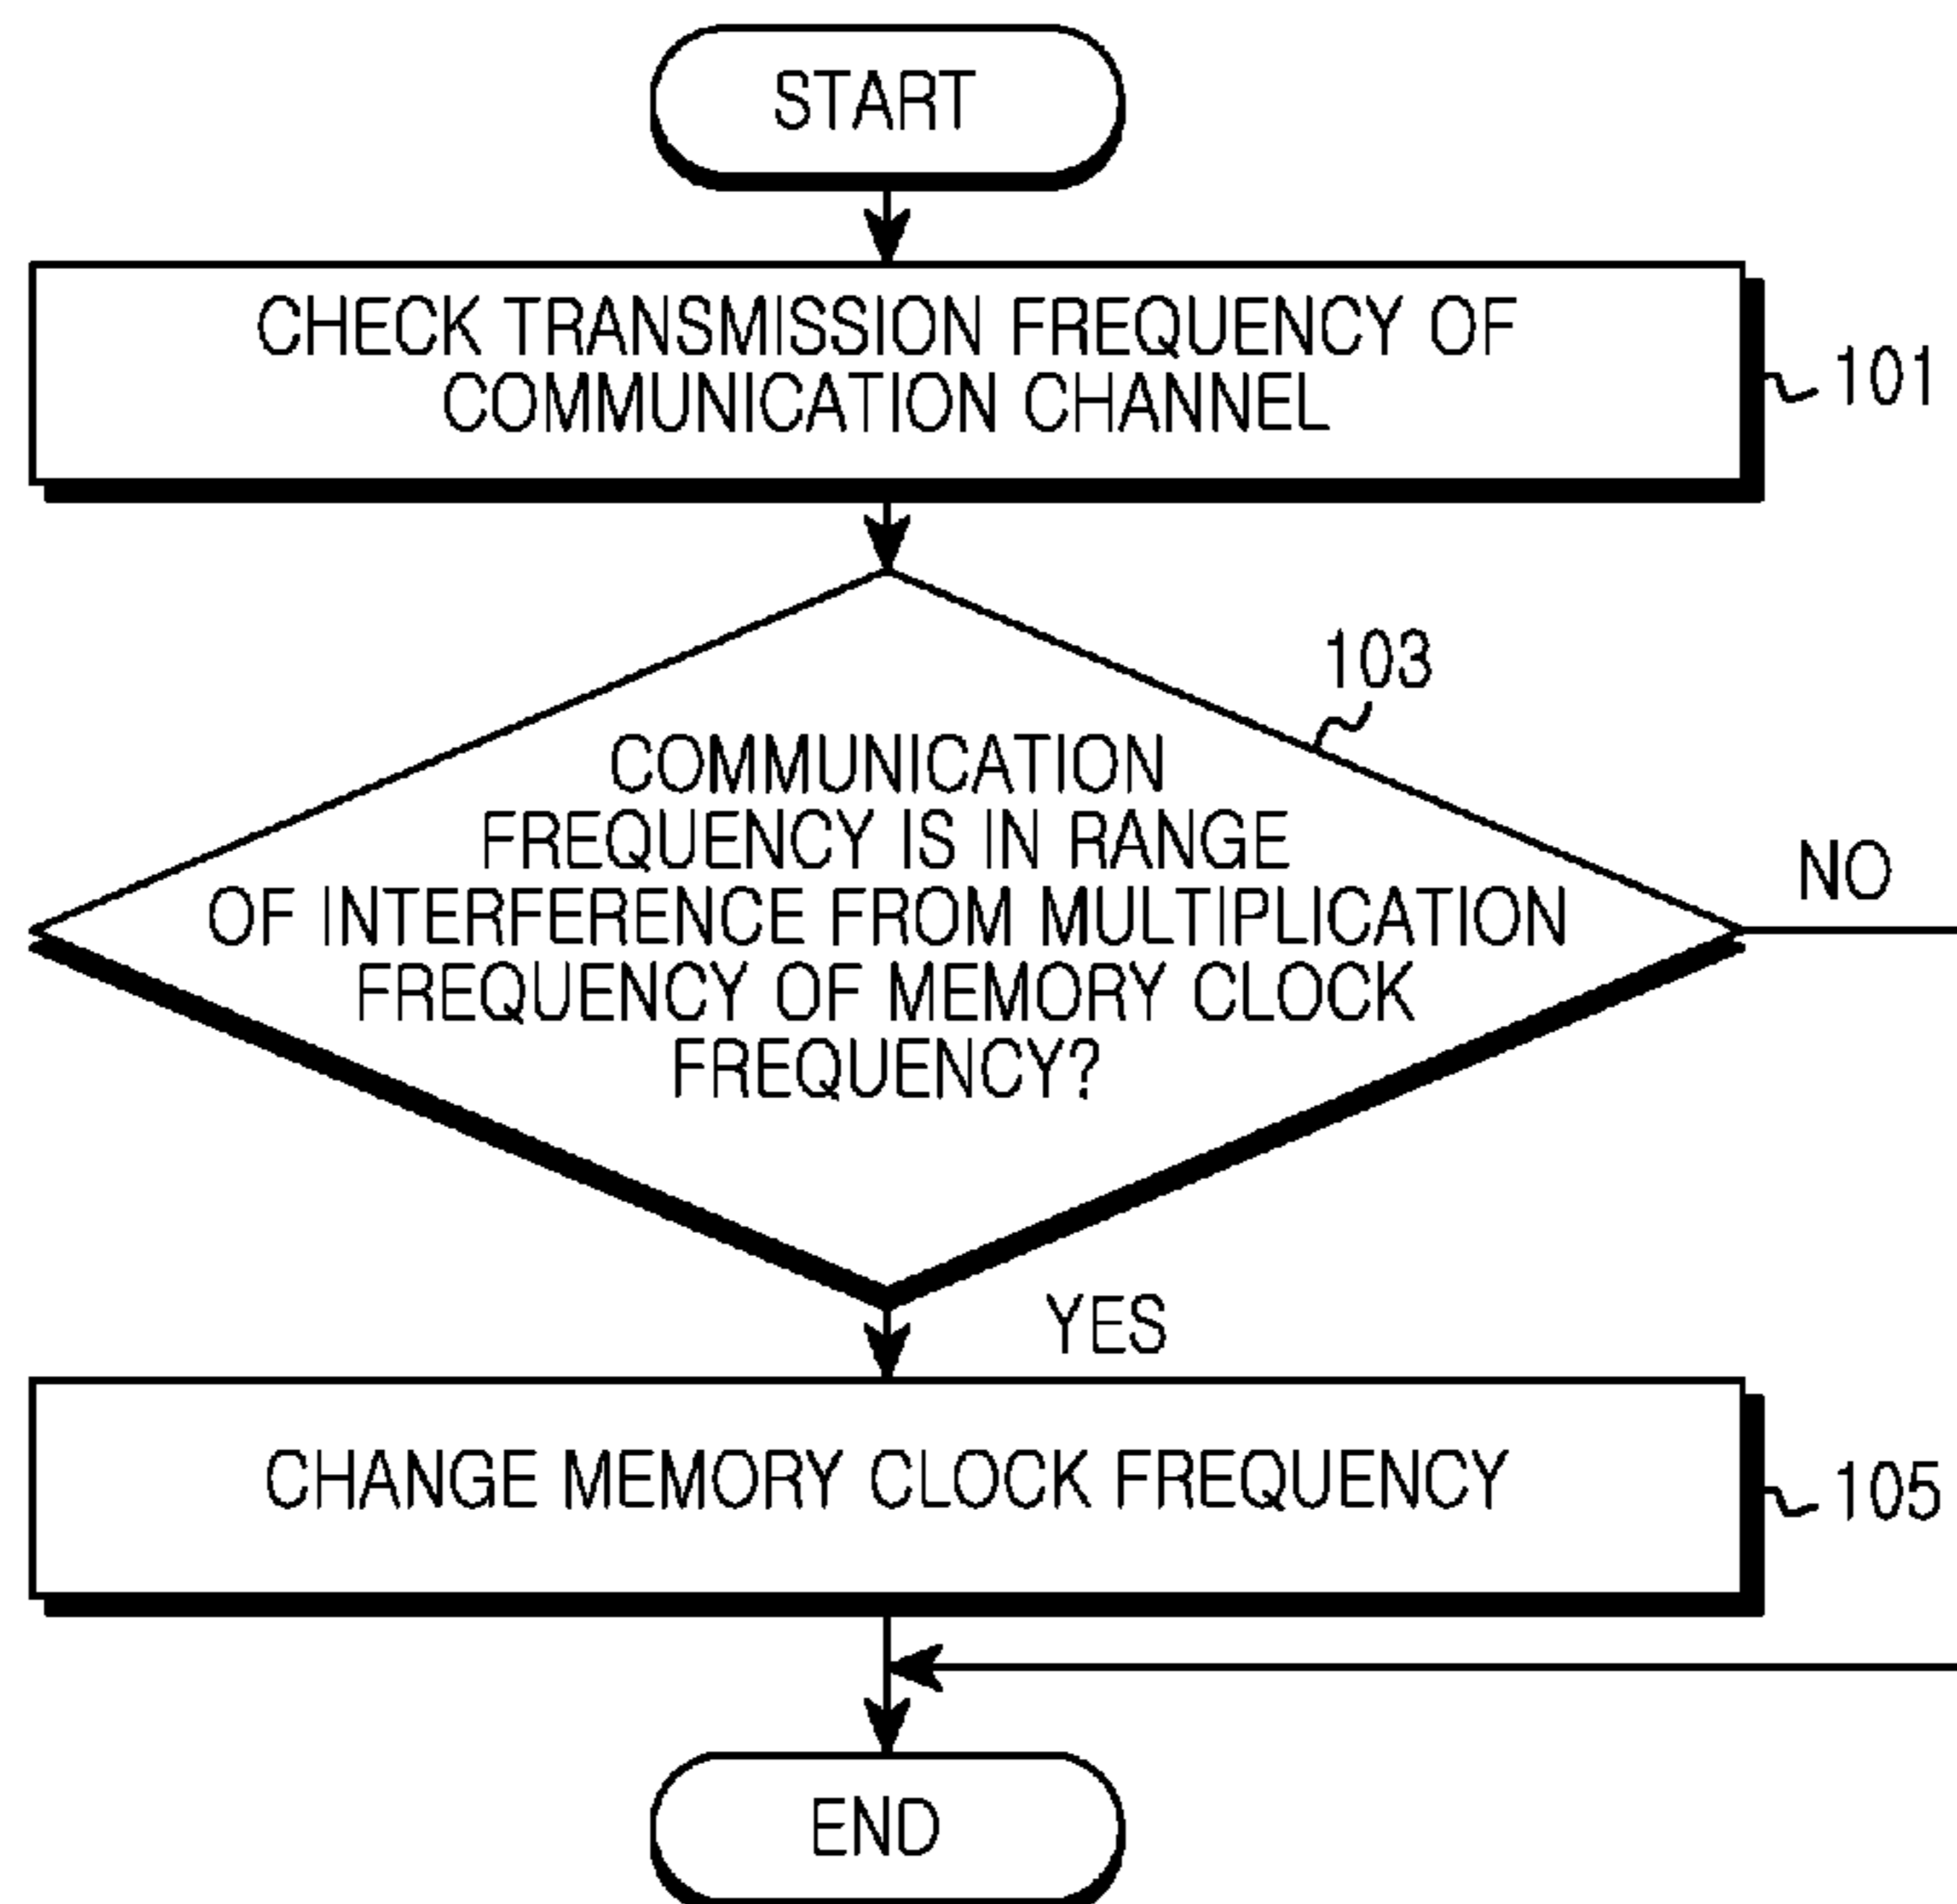 START
CHECK TRANSMISSION FREQUENCY OF
COMMUNICATION CHANNEL
101
103
COMMUNICATION
FREQUENCY IS IN RANGE
OF INTERFERENCE FROM MULTIPLICATION
FREQUENCY OF MEMORY CLOCK
FREQUENCY?
NO
YES
CHANGE MEMORY CLOCK FREQUENCY
105
END